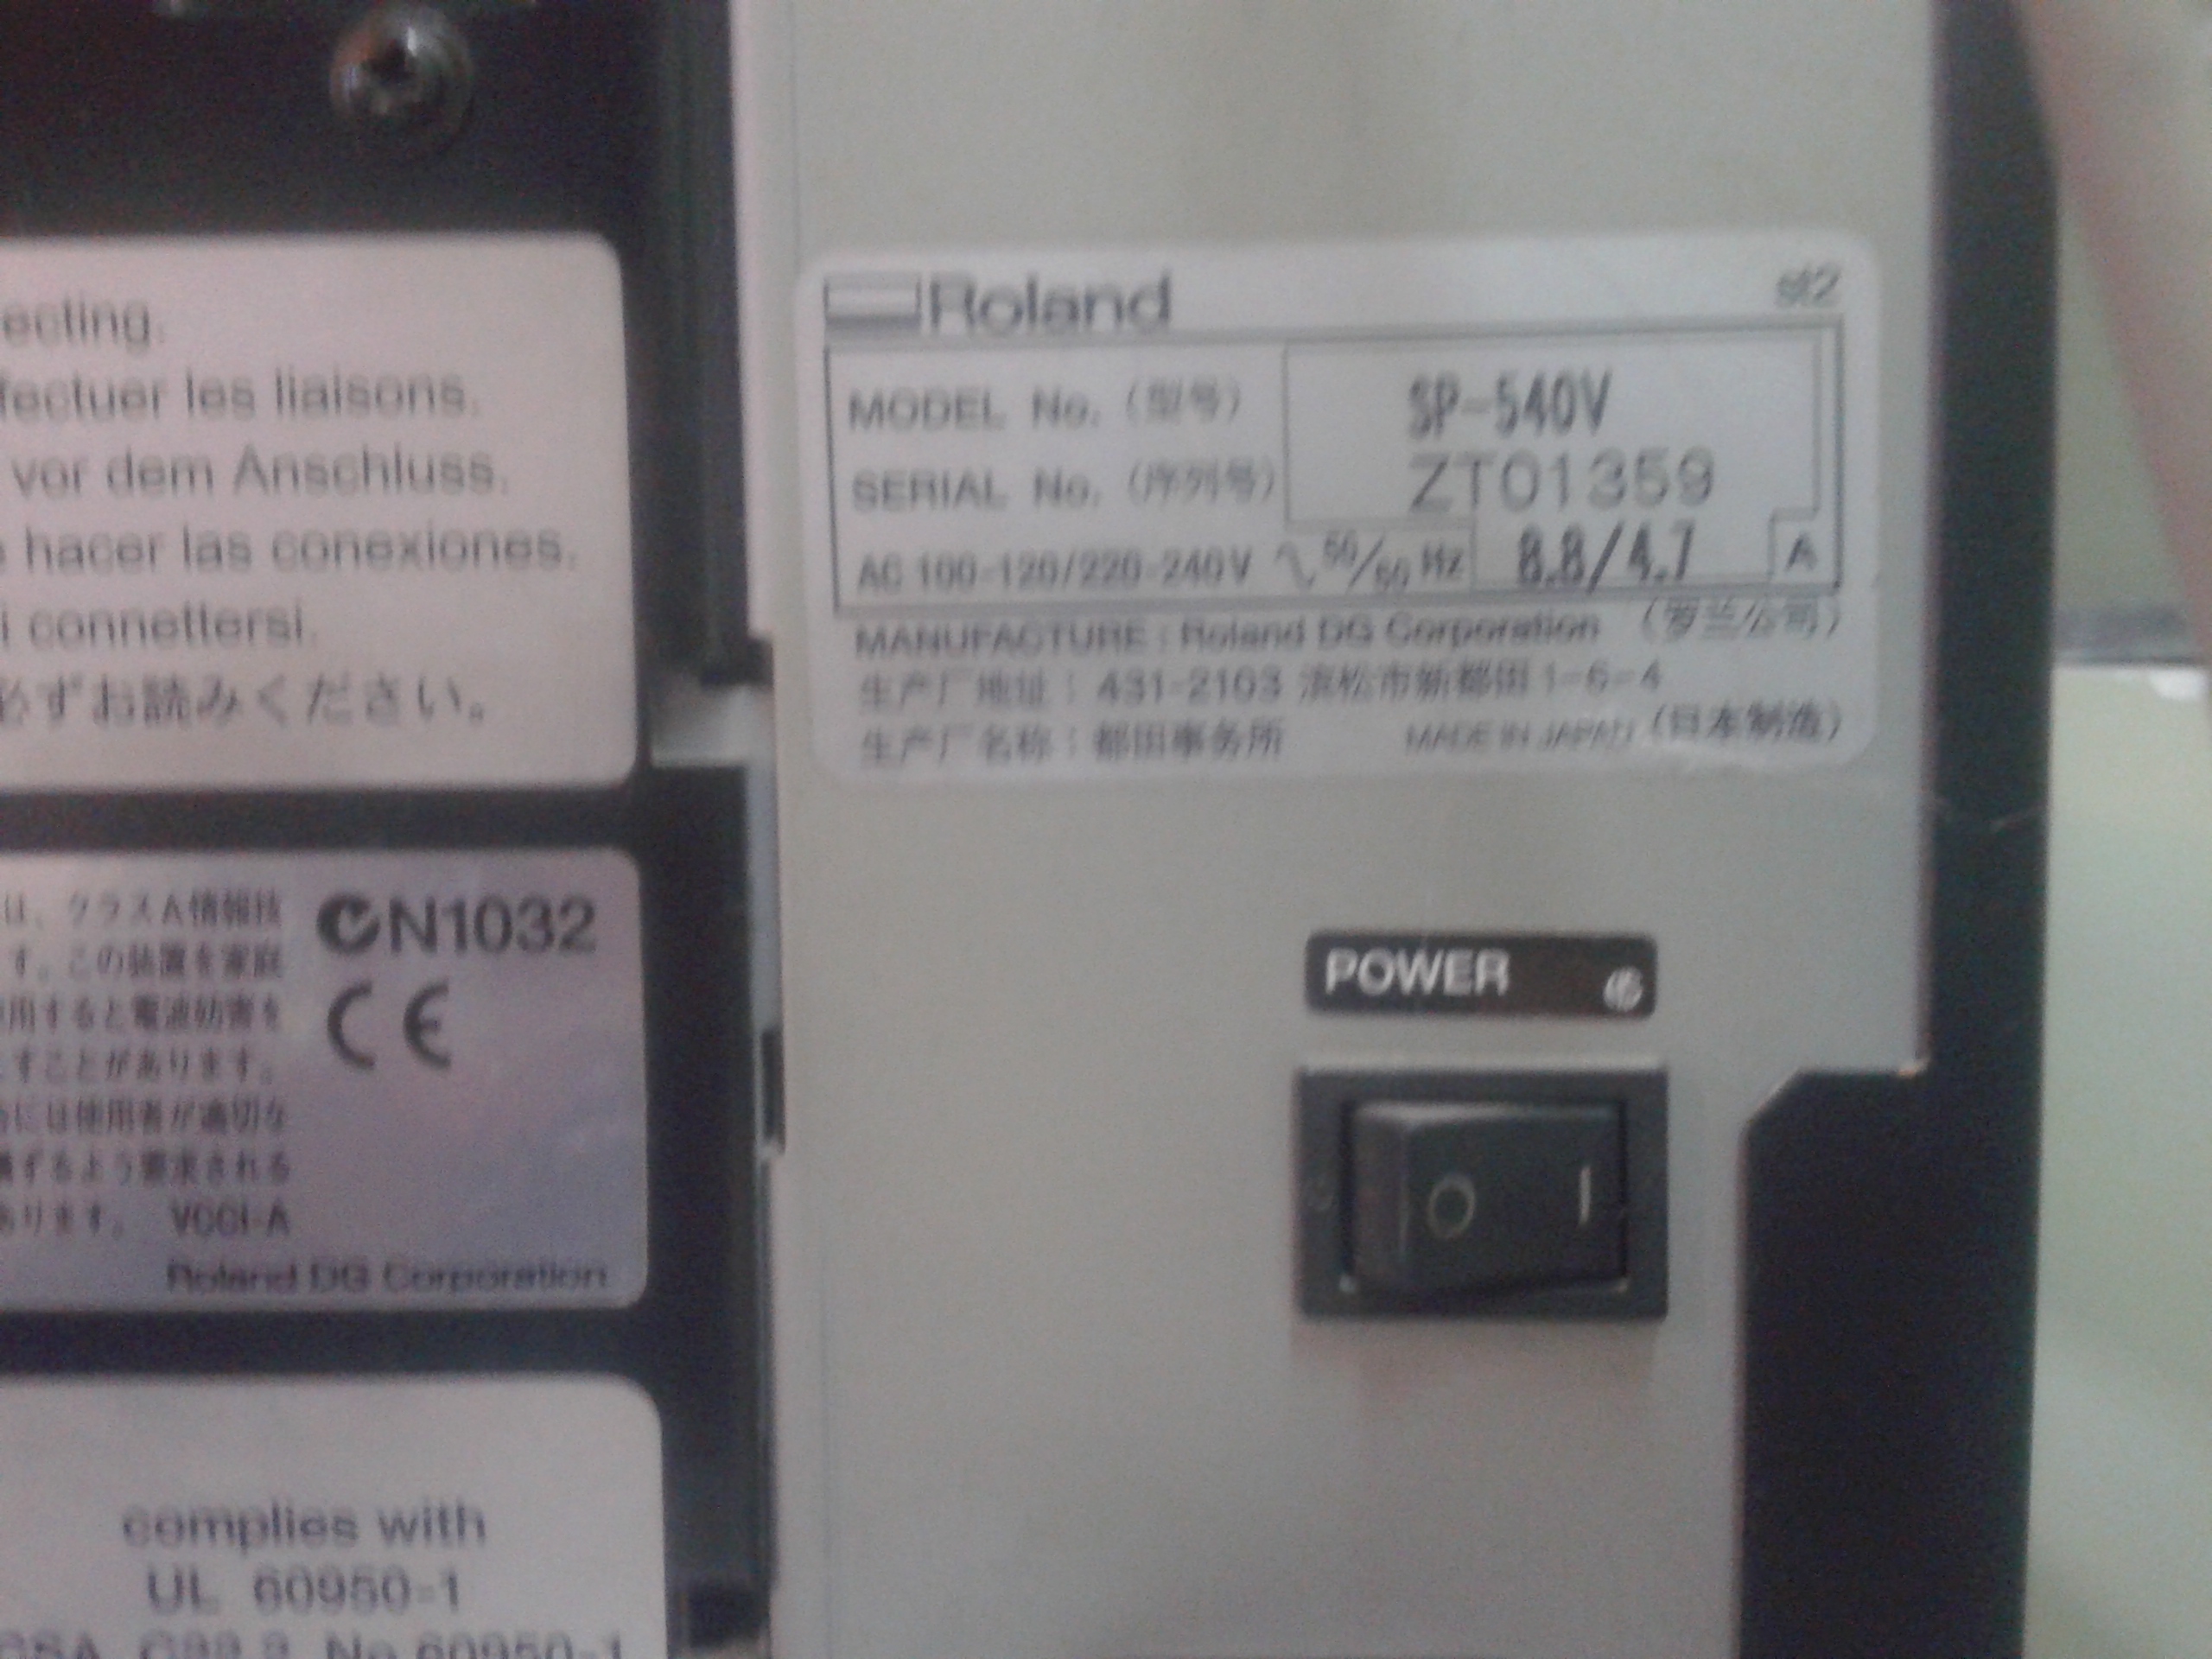 ecting.
fectuer les liaisons.
vor dem Anschluss.
hacer las conexiones.
i connettersi.
必ずお読みください。
は、クラスA情報技
す。この装置を家庭
用すると電波妨害を
こすことがあります。
には使用者が適切な
ずるよう要求される
あります。 VCCI-A
N1032
CE
Roland DG Corporation
complies with
UL 60950-1
CSA C22.2 No.60950-1
Roland st2
MODEL No. (型号) SP-540V
SERIAL No. (序列号) ZT01359
AC 100-120/220-240V 50/60 Hz 8.8/4.7 A
MANUFACTURE : Roland DG Corporation (罗兰公司)
生产厂地址 : 431-2103 浜松市新都田 1-6-4
生产厂名称 : 都田事务所 MADE IN JAPAN (日本制造)
POWER
O I